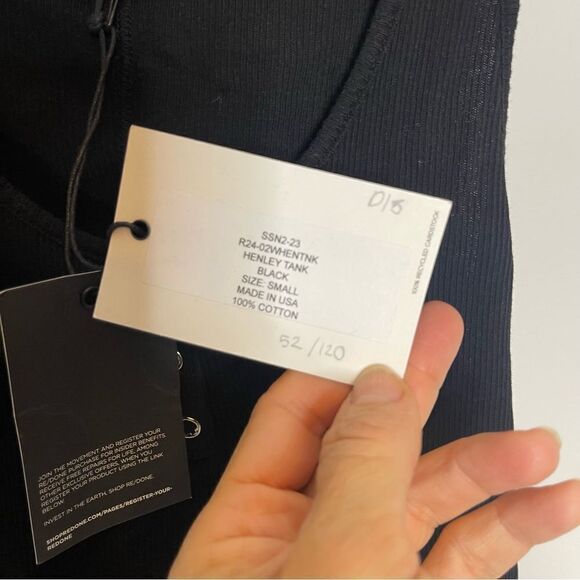 D/S
SSN2-23
R24-02WHENTNK
HENLEY TANK
BLACK
SIZE: SMALL
MADE IN USA
100% COTTON
52/120
100% RECYCLED CARDSTOCK
JOIN THE MOVEMENT AND REGISTER YOUR
RE/DONE PURCHASE FOR INSIDER BENEFITS.
RECEIVE FREE REPAIRS FOR LIFE, AMONG
OTHER EXCLUSIVE OFFERS, WHEN YOU
REGISTER YOUR PRODUCT USING THE LINK
BELOW.
INVEST IN THE EARTH. SHOP RE/DONE.
SHOPREDONE.COM/PAGES/REGISTER-YOUR-
REDONE